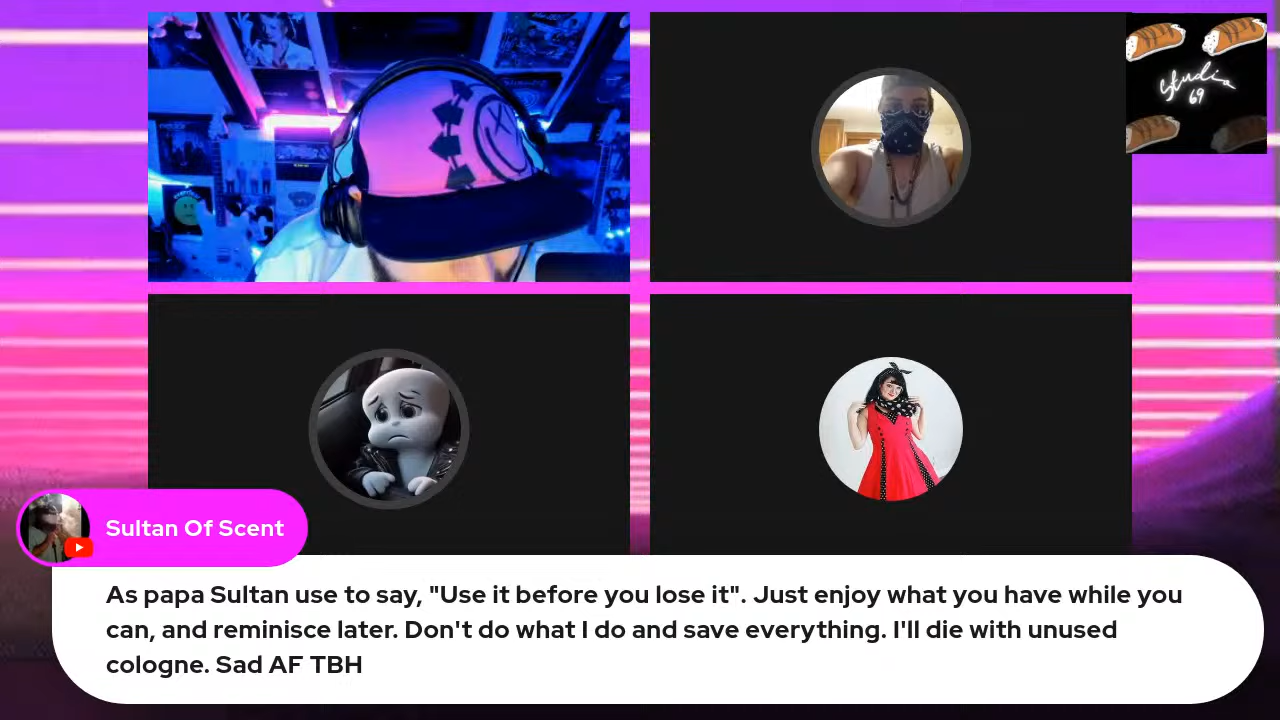 Studio
69
Sultan Of Scent
As papa Sultan use to say, "Use it before you lose it". Just enjoy what you have while you
can, and reminisce later. Don't do what I do and save everything. I'll die with unused
cologne. Sad AF TBH